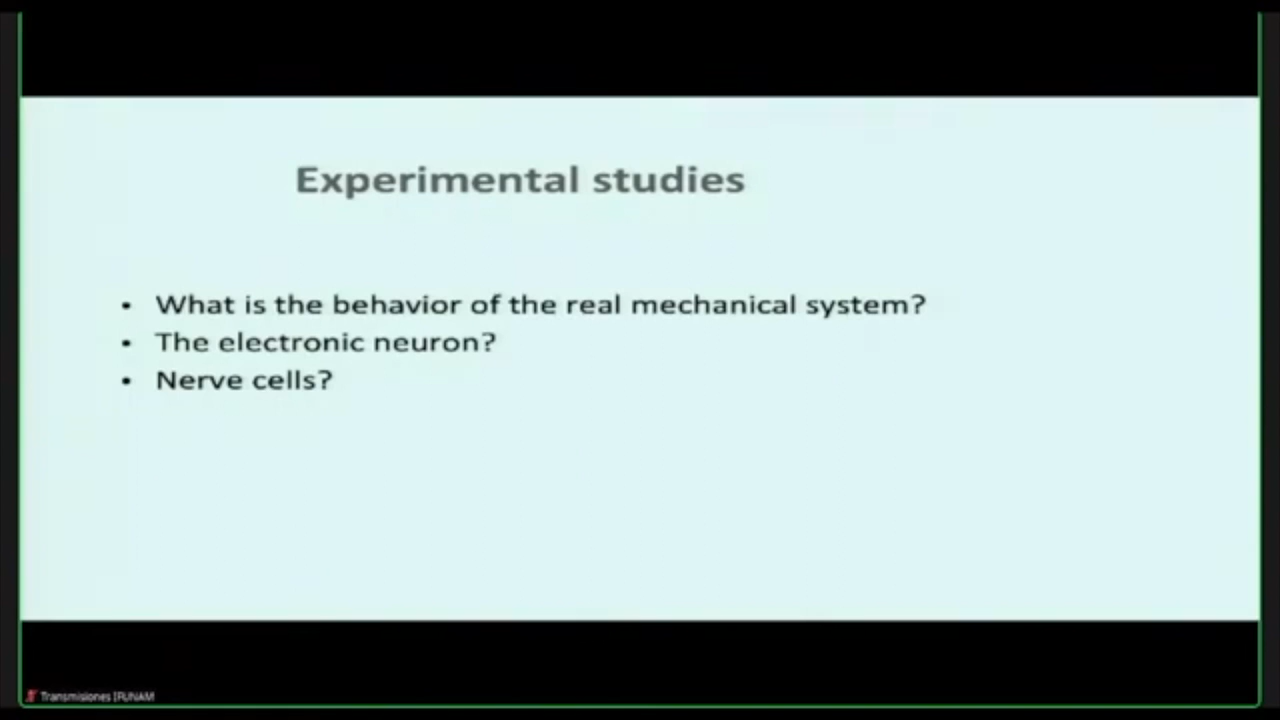 Experimental studies
• What is the behavior of the real mechanical system?
• The electronic neuron?
• Nerve cells?
Transmisiones IFUNAM